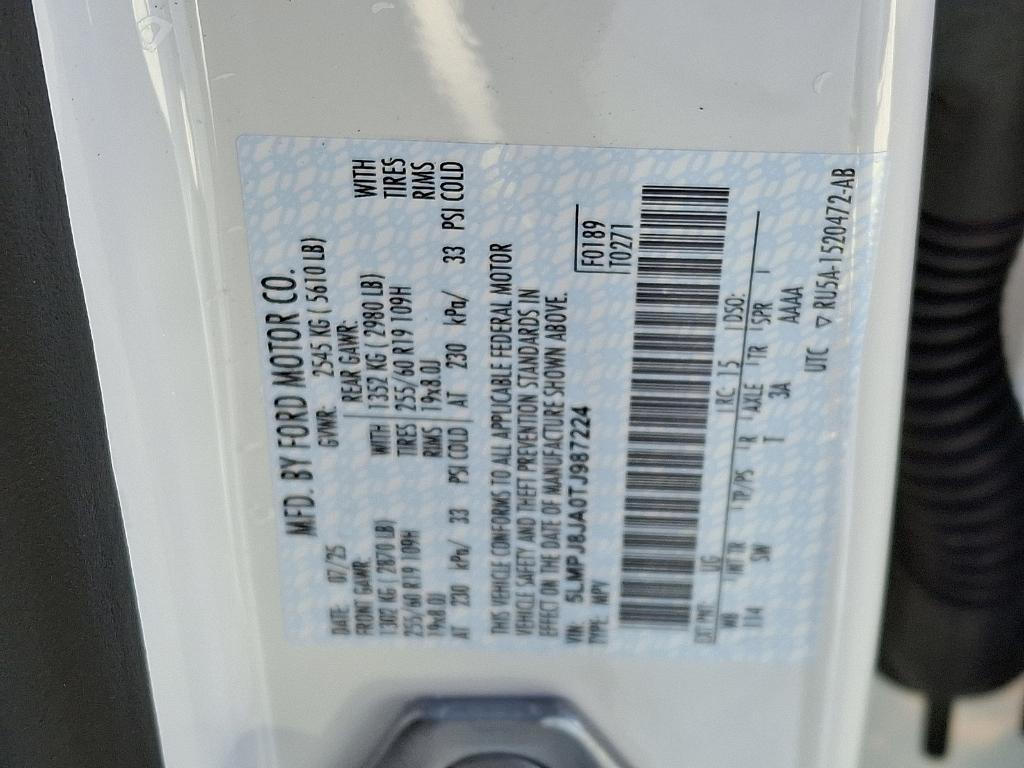 MFD. BY FORD MOTOR CO.
DATE: 07/25 GVWR: 2545 KG ( 5610 LB)
FRONT GAWR: REAR GAWR:
1302 KG ( 2870 LB) WITH 1352 KG ( 2980 LB) WITH
255/60 R19 109H TIRES 255/60 R19 109H TIRES
19x8.0J RIMS 19x8.0J RIMS
AT 230 kPa/ 33 PSI COLD AT 230 kPa/ 33 PSI COLD
THIS VEHICLE CONFORMS TO ALL APPLICABLE FEDERAL MOTOR
VEHICLE SAFETY AND THEFT PREVENTION STANDARDS IN
EFFECT ON THE DATE OF MANUFACTURE SHOWN ABOVE.
VIN: 5LMPJ8JA0TJ987224 F0189
TYPE: MPV T0271
EXT PNT: UG RC: 15 DSO:
WB INT TR TP/PS R AXLE TR SPR
114 SW T 3A AAAA
UTC ▽ RU5A-1520472-AB